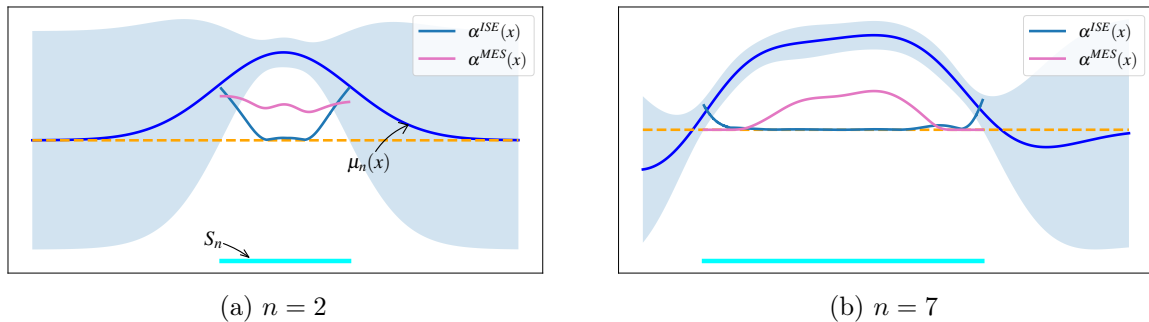 α^{ISE}(x)
α^{MES}(x)
μ_n(x)
S_n
(a) n = 2
α^{ISE}(x)
α^{MES}(x)
(b) n = 7